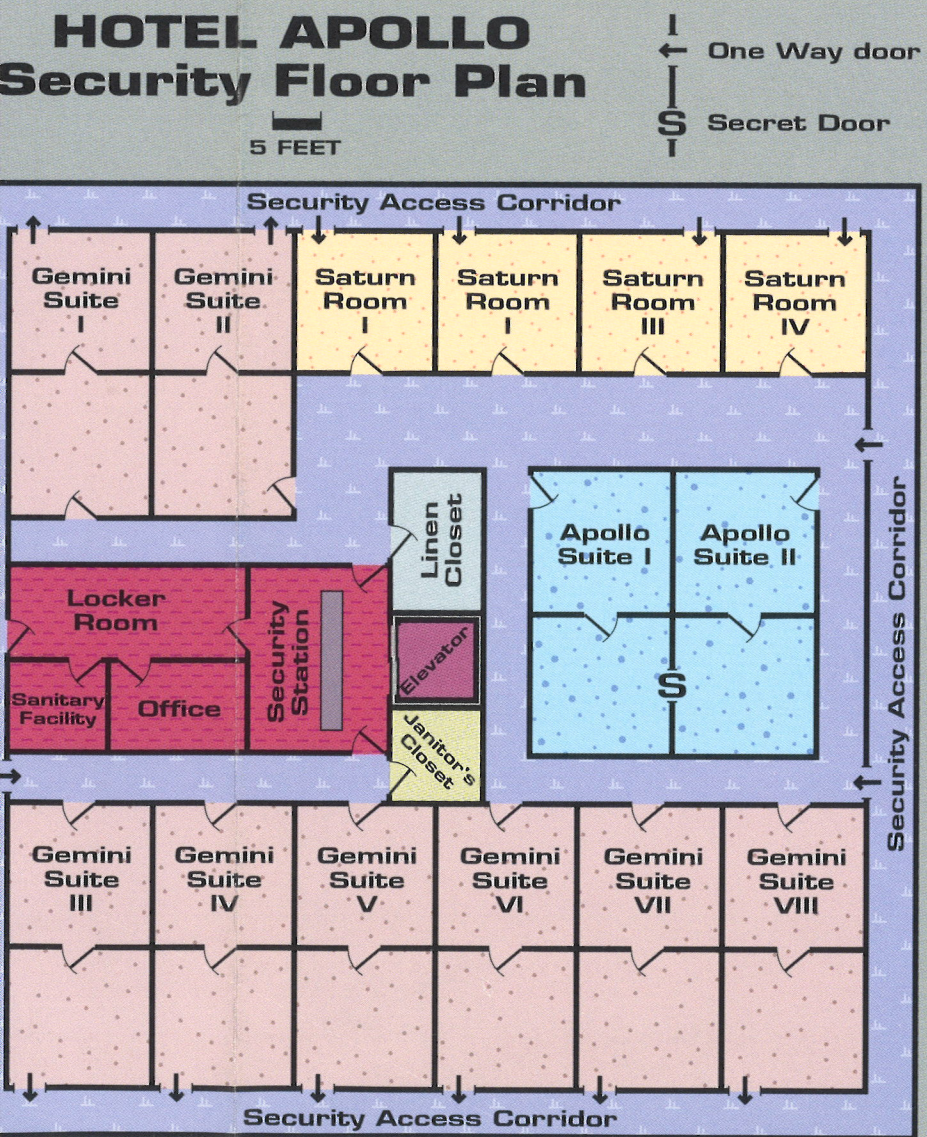 HOTEL APOLLO
Security Floor Plan
5 FEET
One Way door
S Secret Door
Security Access Corridor
Gemini
Suite
I
Gemini
Suite
II
Saturn
Room
I
Saturn
Room
I
Saturn
Room
III
Saturn
Room
IV
Linen
Closet
Apollo
Suite I
Apollo
Suite II
S
Security Access Corridor
Locker
Room
Security
Station
Elevator
Sanitary
Facility
Office
Janitor's
Closet
Gemini
Suite
III
Gemini
Suite
IV
Gemini
Suite
V
Gemini
Suite
VI
Gemini
Suite
VII
Gemini
Suite
VIII
Security Access Corridor